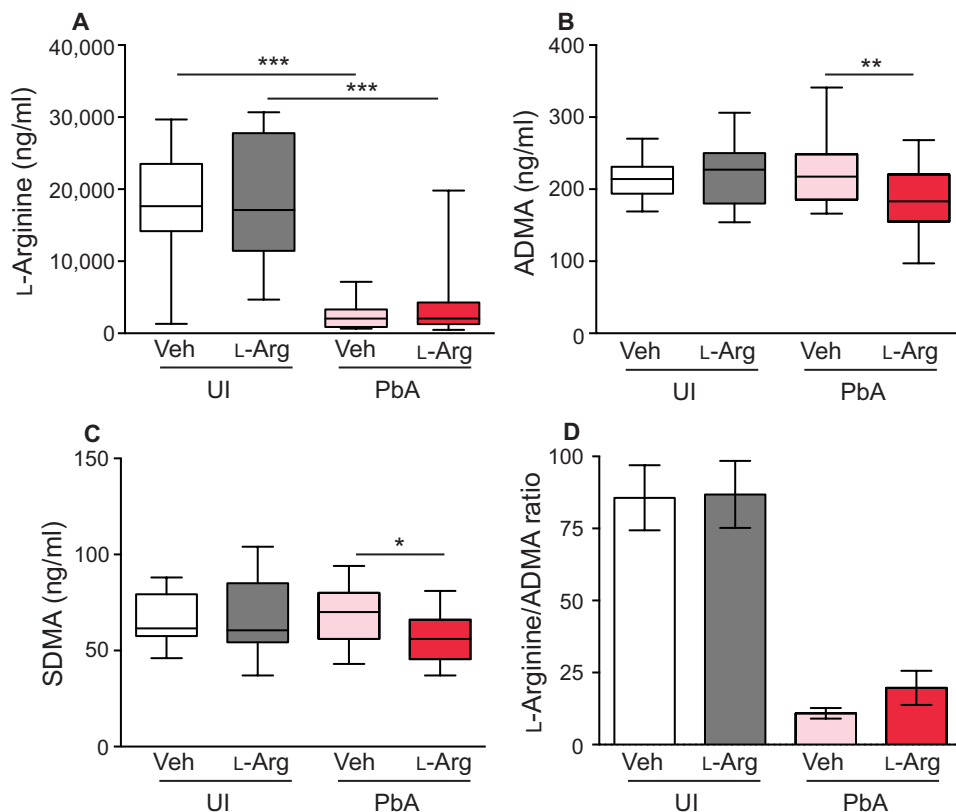 A
L-Arginine (ng/ml)
40,000
30,000
20,000
10,000
0
***
***
Veh L-Arg Veh L-Arg
UI PbA
B
ADMA (ng/ml)
400
300
200
100
0
**
Veh L-Arg Veh L-Arg
UI PbA
C
SDMA (ng/ml)
150
100
50
0
*
Veh L-Arg Veh L-Arg
UI PbA
D
L-Arginine/ADMA ratio
100
75
50
25
0
Veh L-Arg Veh L-Arg
UI PbA